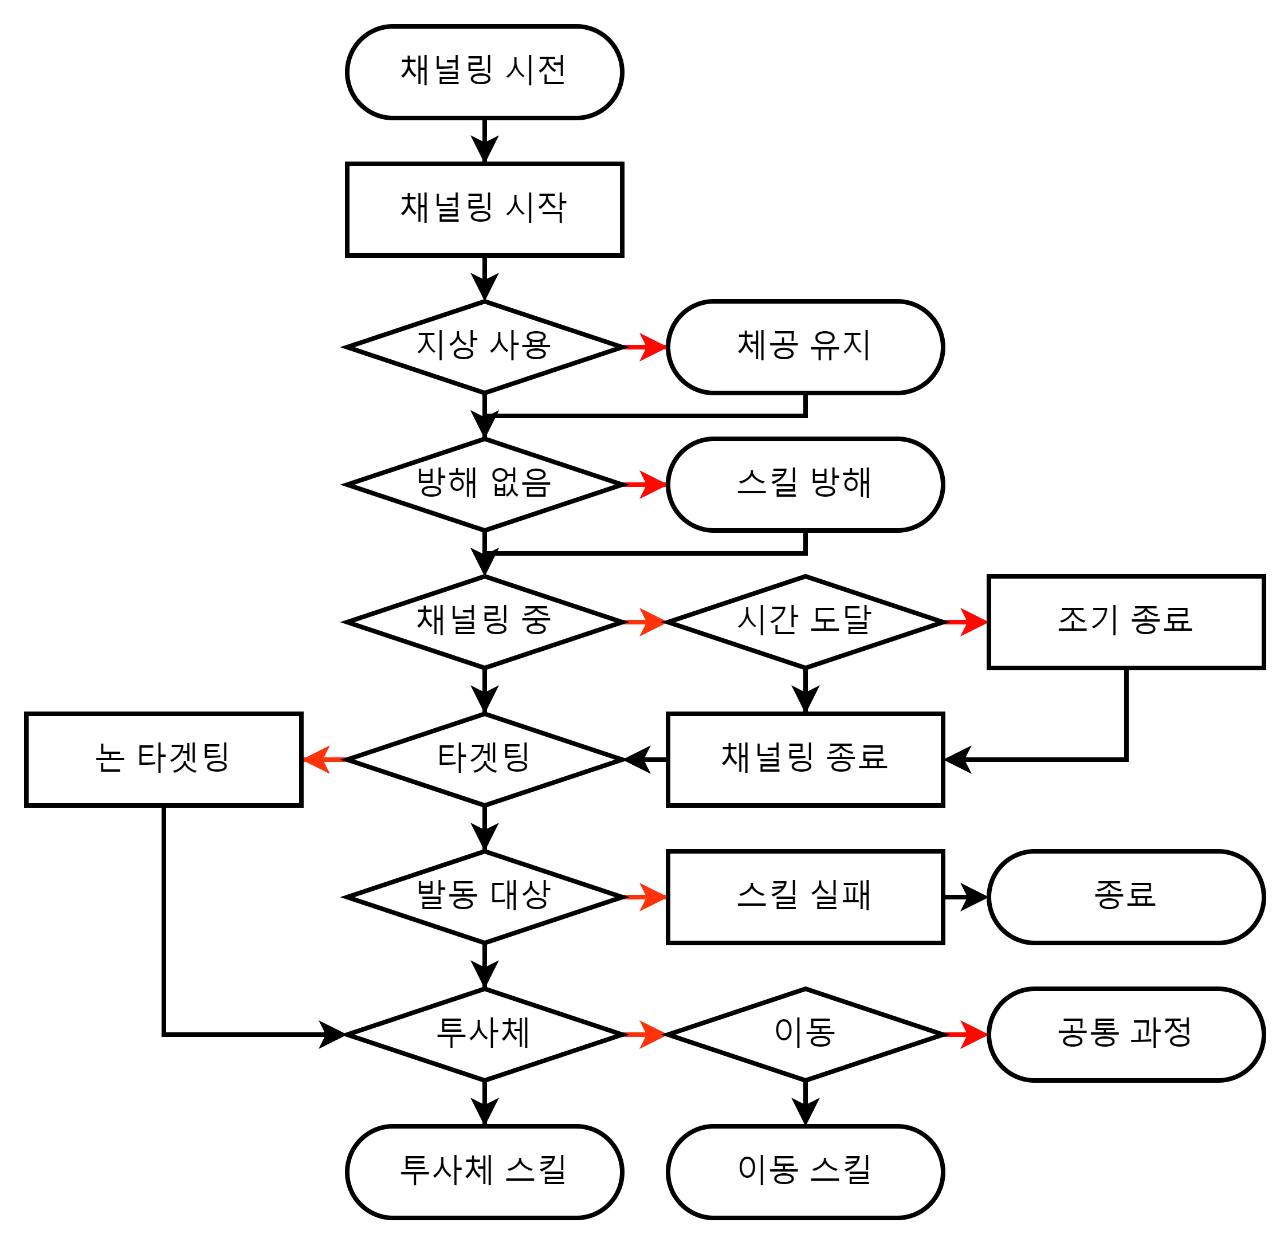 채널링 시전
채널링 시작
지상 사용
체공 유지
방해 없음
스킬 방해
채널링 중
시간 도달
조기 종료
논 타겟팅
타겟팅
채널링 종료
발동 대상
스킬 실패
종료
투사체
이동
공통 과정
투사체 스킬
이동 스킬